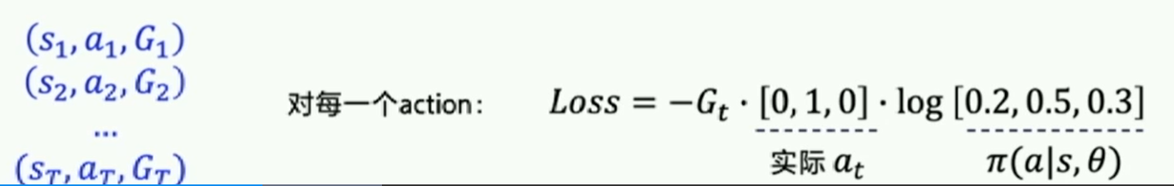 (s₁, a₁, G₁)
(s₂, a₂, G₂)
...
(s_T, a_T, G_T)
对每一个action: Loss = −G_t · [0, 1, 0] · log [0.2, 0.5, 0.3]
实际 a_t π(a|s, θ)